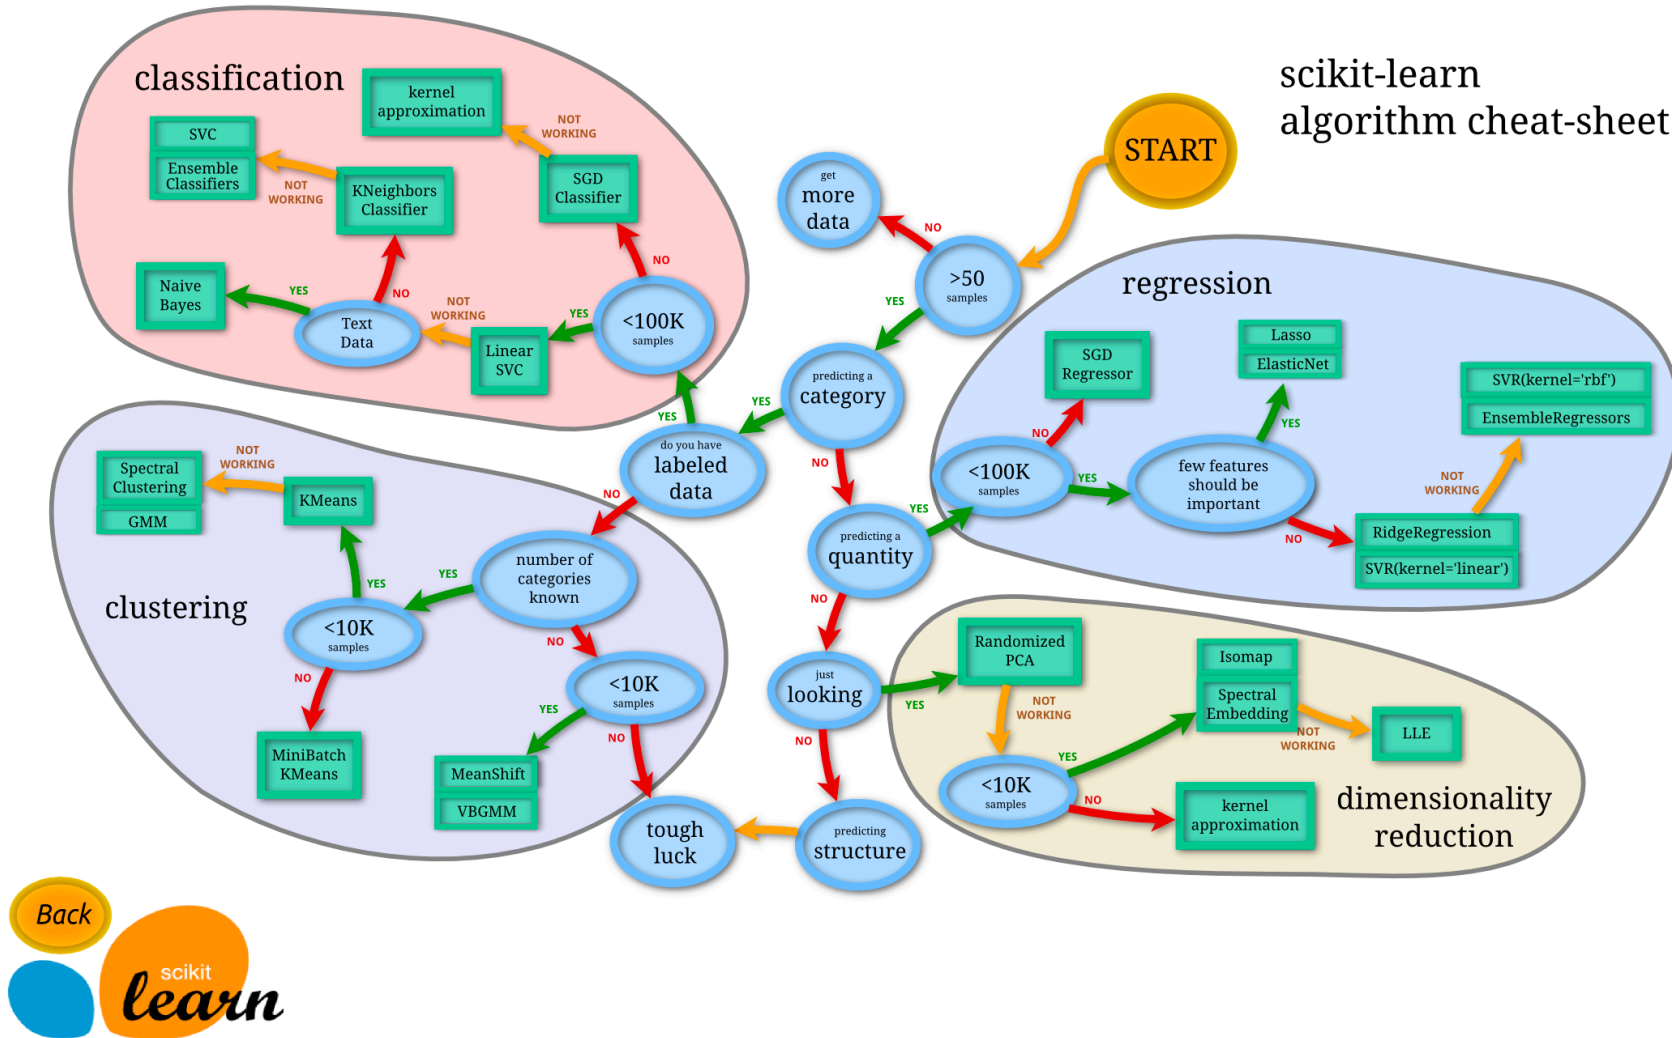 scikit-learn
algorithm cheat-sheet
START
classification
kernel
approximation
NOT
WORKING
SVC
Ensemble
Classifiers
NOT
WORKING
KNeighbors
Classifier
SGD
Classifier
NO
Naive
Bayes
YES
NO
Text
Data
NOT
WORKING
Linear
SVC
YES
<100K
samples
get
more
data
NO
>50
samples
YES
predicting a
category
YES
NO
YES
do you have
labeled
data
NO
predicting a
quantity
YES
NO
just
looking
YES
NO
predicting
structure
tough
luck
regression
SGD
Regressor
NO
<100K
samples
YES
Lasso
ElasticNet
YES
few features
should be
important
NO
SVR(kernel='rbf')
EnsembleRegressors
NOT
WORKING
RidgeRegression
SVR(kernel='linear')
clustering
Spectral
Clustering
GMM
NOT
WORKING
KMeans
YES
<10K
samples
NO
MiniBatch
KMeans
YES
number of
categories
known
NO
<10K
samples
YES
NO
MeanShift
VBGMM
Randomized
PCA
NOT
WORKING
<10K
samples
YES
NO
Isomap
Spectral
Embedding
NOT
WORKING
LLE
kernel
approximation
dimensionality
reduction
Back
scikit
learn